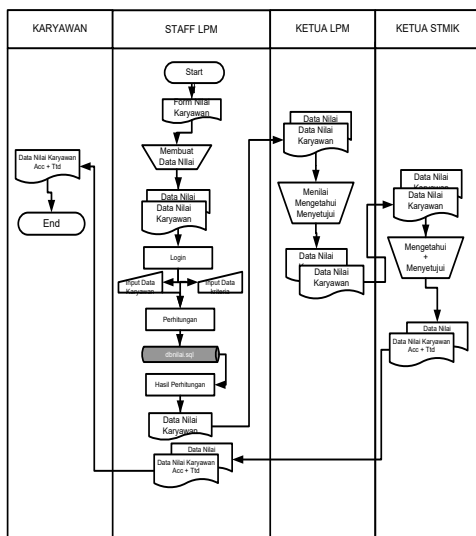 KARYAWAN
STAFF LPM
KETUA LPM
KETUA STMIK
Data Nilai Karyawan
Acc + Ttd
End
Start
Form Nilai
Karyawan
Membuat
Data NIlai
Data Nilai
Data Nilai
Karyawan
Login
Input Data
Karyawan
Input Data
kriteria
Perhitungan
dbnilai.sql
Hasil Perhitungan
Data Nilai
Karyawan
Data Nilai
Data Nilai Karyawan
Acc + Ttd
Data Nilai
Data Nilai
Karyawan
Menilai
Mengetahui
Menyetujui
Data Nilai
Data Nilai
Karyawan
Data Nilai
Karyawan
Data Nilai
Karyawan
Mengetahui
+
Menyetujui
Data Nilai
Data Nilai Karyawan
Acc + Ttd